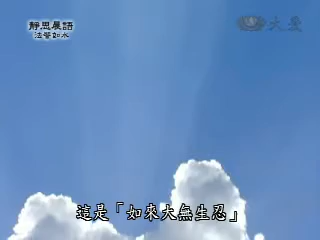 靜思晨語
法譬如水
大愛
這是「如來大無生忍」